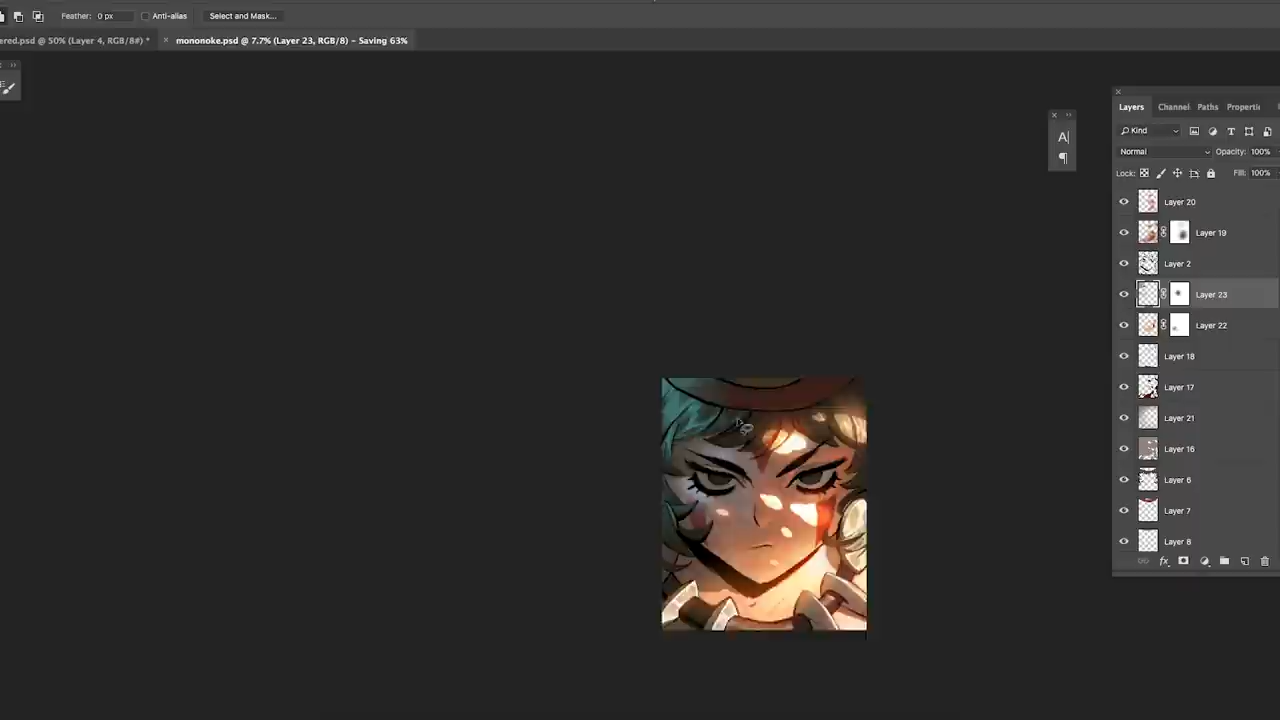 Feather: 0 px Anti-alias Select and Mask...
ered.psd @ 50% (Layer 4, RGB/8#) * × mononoke.psd @ 7.7% (Layer 23, RGB/8) – Saving 63%
Layers Channel Paths Properti
Kind
Normal Opacity: 100%
Lock: Fill: 100%
Layer 20
Layer 19
Layer 2
Layer 23
Layer 22
Layer 18
Layer 17
Layer 21
Layer 16
Layer 6
Layer 7
Layer 8
fx